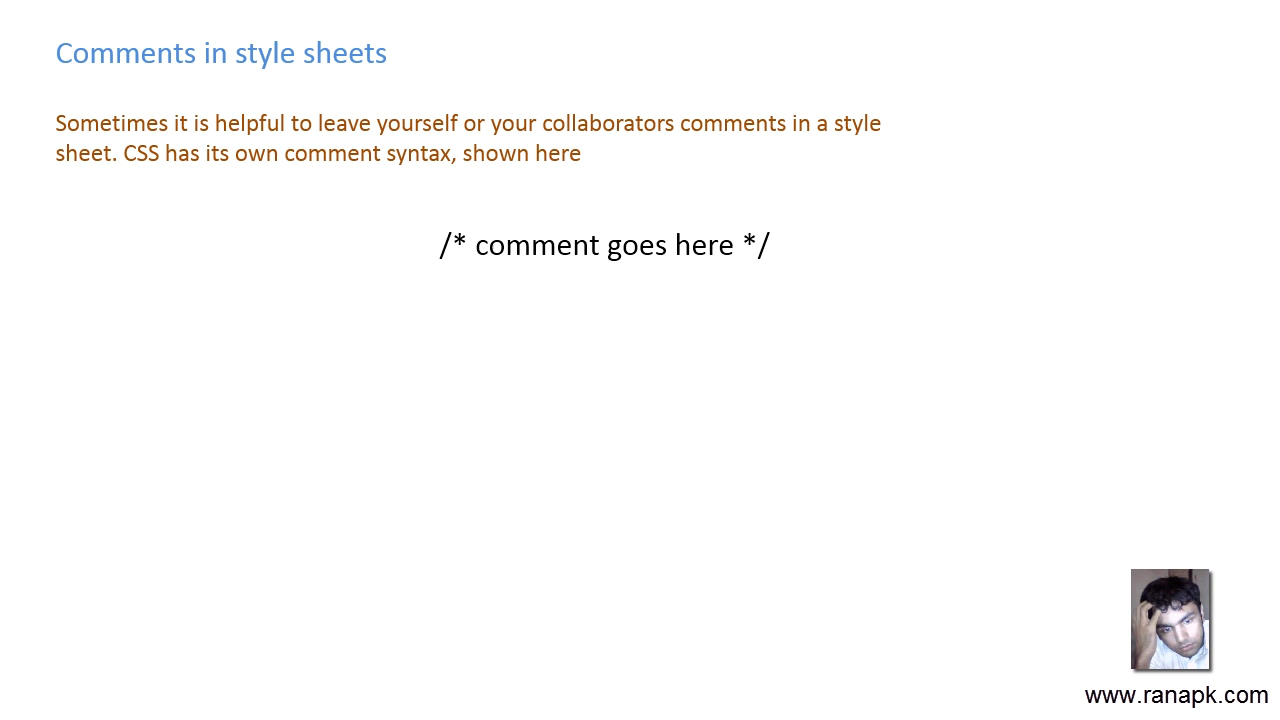 Comments in style sheets
Sometimes it is helpful to leave yourself or your collaborators comments in a style
sheet. CSS has its own comment syntax, shown here
/* comment goes here */
www.ranapk.com